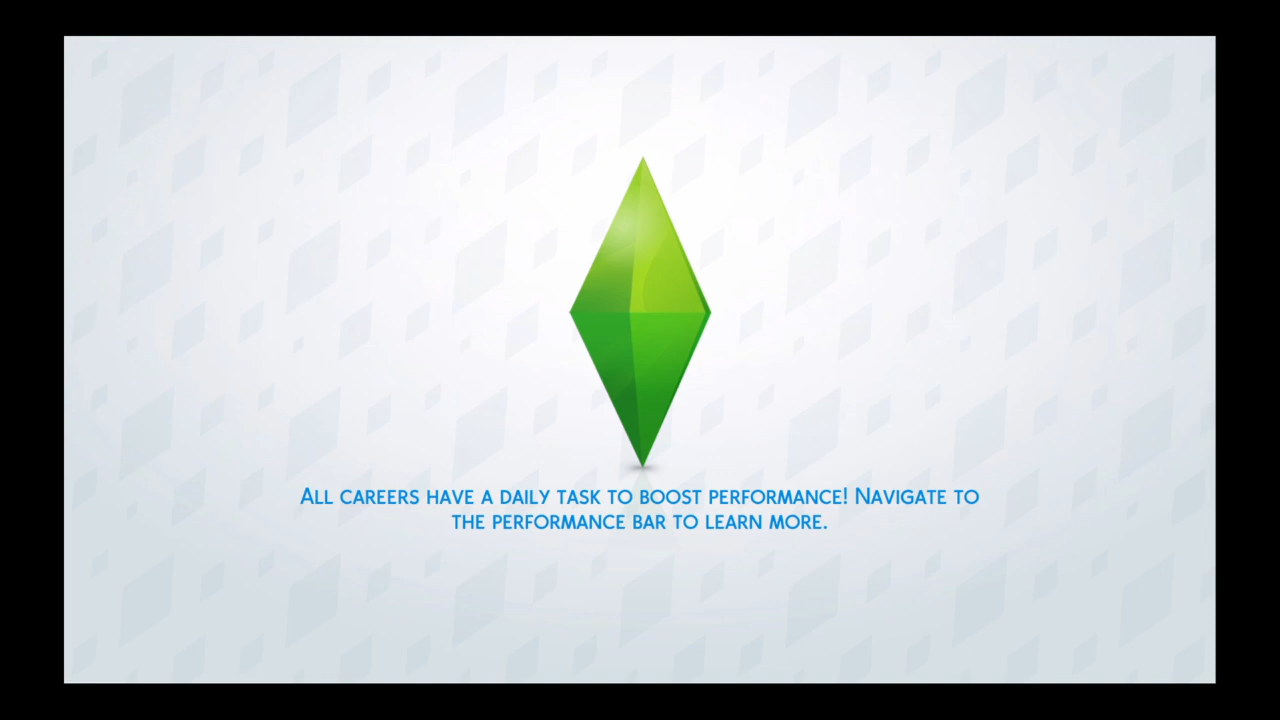 All careers have a daily task to boost performance! Navigate to
the performance bar to learn more.